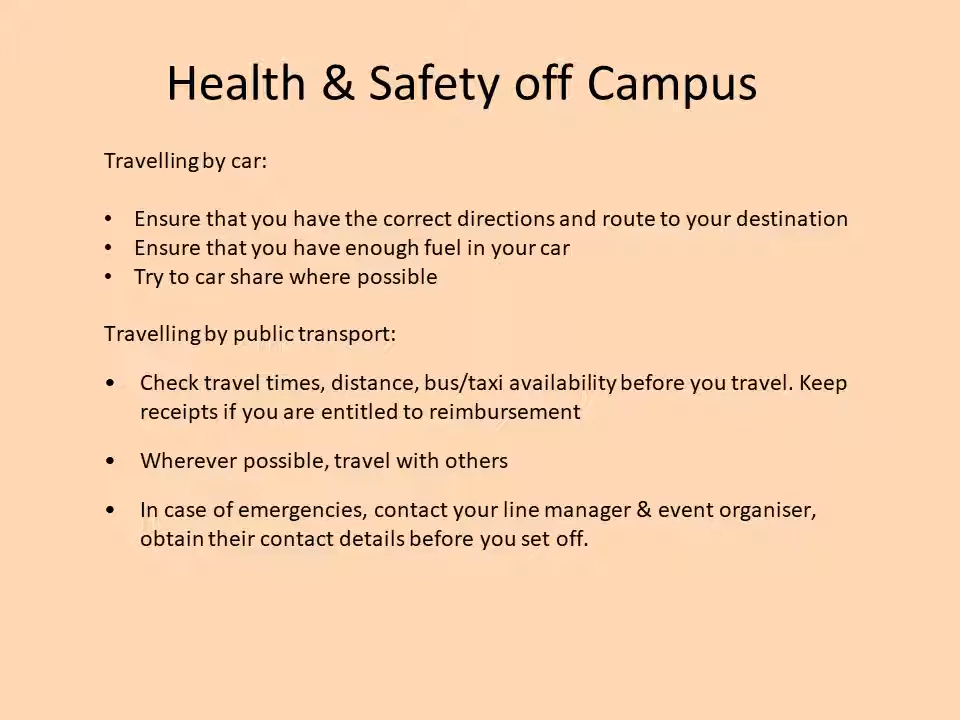 Health & Safety off Campus
Travelling by car:
• Ensure that you have the correct directions and route to your destination
• Ensure that you have enough fuel in your car
• Try to car share where possible
Travelling by public transport:
• Check travel times, distance, bus/taxi availability before you travel. Keep
receipts if you are entitled to reimbursement
• Wherever possible, travel with others
• In case of emergencies, contact your line manager & event organiser,
obtain their contact details before you set off.